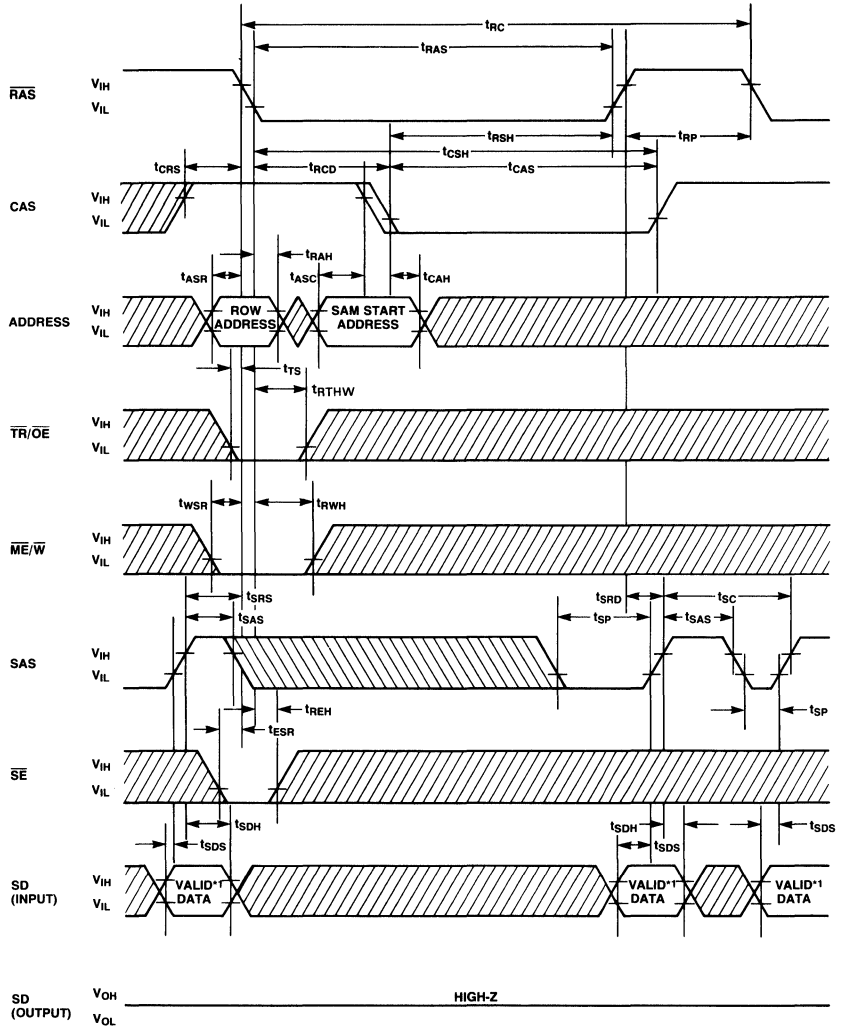 tRC
tRAS
RAS VIH
VIL
tRSH tRP
tCSH
tCRS tRCD tCAS
CAS VIH
VIL
tRAH
tASR tASC tCAH
ADDRESS VIH ROW ADDRESS SAM START ADDRESS
VIL
tTS
tRTHW
TR/OE VIH
VIL
tWSR tRWH
ME/W VIH
VIL
tSRS tSRD tSC
tSAS tSP tSAS
SAS VIH
VIL
tREH tSP
tESR
SE VIH
VIL
tSDH tSDH tSDS
tSDS tSDS
SD (INPUT) VIH VALID*1 DATA VALID*1 DATA VALID*1 DATA
VIL
SD (OUTPUT) VOH HIGH-Z
VOL